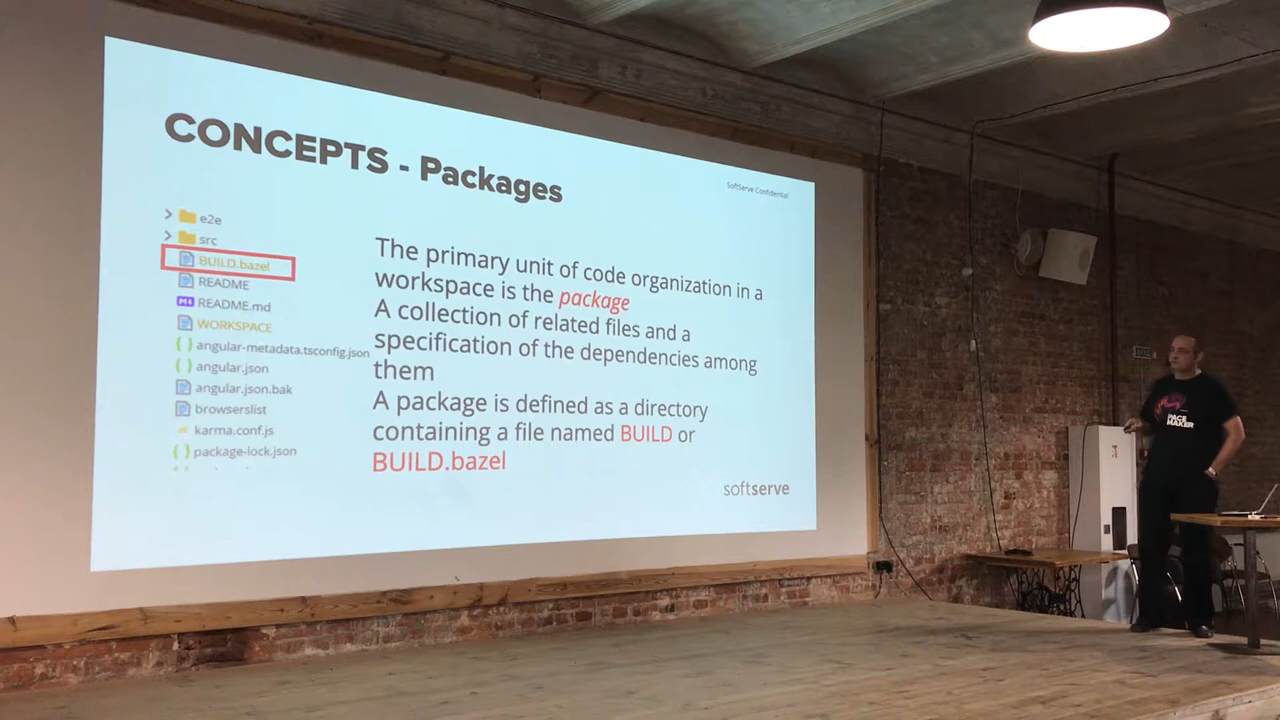 CONCEPTS - Packages
SoftServe Confidential
e2e
src
BUILD.bazel
README
README.md
WORKSPACE
angular-metadata.tsconfig.json
angular.json
angular.json.bak
browserslist
karma.conf.js
package-lock.json
The primary unit of code organization in a
workspace is the package
A collection of related files and a
specification of the dependencies among
them
A package is defined as a directory
containing a file named BUILD or
BUILD.bazel
softserve
PACE
MAKER